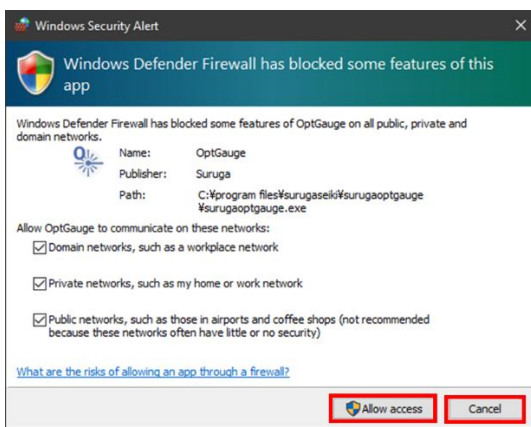 Windows Security Alert
Windows Defender Firewall has blocked some features of this
app
Windows Defender Firewall has blocked some features of OptGauge on all public, private and
domain networks.
Name: OptGauge
Publisher: Suruga
Path: C:¥program files¥surugaseiki¥surugaoptgauge
¥surugaoptgauge.exe
Allow OptGauge to communicate on these networks:
Domain networks, such as a workplace network
Private networks, such as my home or work network
Public networks, such as those in airports and coffee shops (not recommended
because these networks often have little or no security)
What are the risks of allowing an app through a firewall?
Allow access Cancel